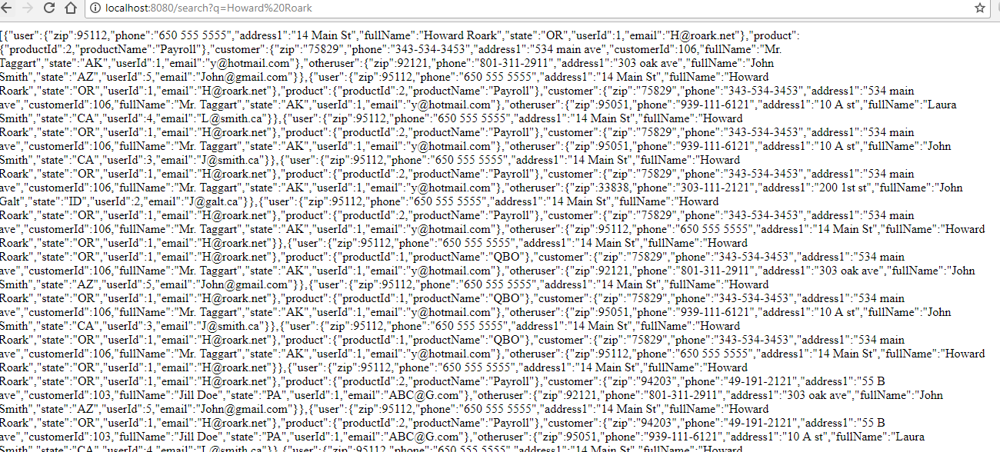 localhost:8080/search?q=Howard%20Roark
[{"user":{"zip":95112,"phone":"650 555 5555","address1":"14 Main St","fullName":"Howard Roark","state":"OR","userId":1,"email":"H@roark.net"},"product":
{"productId":2,"productName":"Payroll"},"customer":{"zip":"75829","phone":"343-534-3453","address1":"534 main ave","customerId":106,"fullName":"Mr.
Taggart","state":"AK","userId":1,"email":"y@hotmail.com"},"otheruser":{"zip":92121,"phone":"801-311-2911","address1":"303 oak ave","fullName":"John
Smith","state":"AZ","userId":5,"email":"John@gmail.com"}},{"user":{"zip":95112,"phone":"650 555 5555","address1":"14 Main St","fullName":"Howard
Roark","state":"OR","userId":1,"email":"H@roark.net"},"product":{"productId":2,"productName":"Payroll"},"customer":{"zip":"75829","phone":"343-534-3453","address1":"534 main
ave","customerId":106,"fullName":"Mr. Taggart","state":"AK","userId":1,"email":"y@hotmail.com"},"otheruser":{"zip":95051,"phone":"939-111-6121","address1":"10 A st","fullName":"Laura
Smith","state":"CA","userId":4,"email":"L@smith.ca"}},{"user":{"zip":95112,"phone":"650 555 5555","address1":"14 Main St","fullName":"Howard
Roark","state":"OR","userId":1,"email":"H@roark.net"},"product":{"productId":2,"productName":"Payroll"},"customer":{"zip":"75829","phone":"343-534-3453","address1":"534 main
ave","customerId":106,"fullName":"Mr. Taggart","state":"AK","userId":1,"email":"y@hotmail.com"},"otheruser":{"zip":95051,"phone":"939-111-6121","address1":"10 A st","fullName":"John
Smith","state":"CA","userId":3,"email":"J@smith.ca"}},{"user":{"zip":95112,"phone":"650 555 5555","address1":"14 Main St","fullName":"Howard
Roark","state":"OR","userId":1,"email":"H@roark.net"},"product":{"productId":2,"productName":"Payroll"},"customer":{"zip":"75829","phone":"343-534-3453","address1":"534 main
ave","customerId":106,"fullName":"Mr. Taggart","state":"AK","userId":1,"email":"y@hotmail.com"},"otheruser":{"zip":33838,"phone":"303-111-2121","address1":"200 1st st","fullName":"John
Galt","state":"ID","userId":2,"email":"J@galt.ca"}},{"user":{"zip":95112,"phone":"650 555 5555","address1":"14 Main St","fullName":"Howard
Roark","state":"OR","userId":1,"email":"H@roark.net"},"product":{"productId":2,"productName":"Payroll"},"customer":{"zip":"75829","phone":"343-534-3453","address1":"534 main
ave","customerId":106,"fullName":"Mr. Taggart","state":"AK","userId":1,"email":"y@hotmail.com"},"otheruser":{"zip":95112,"phone":"650 555 5555","address1":"14 Main St","fullName":"Howard
Roark","state":"OR","userId":1,"email":"H@roark.net"}},{"user":{"zip":95112,"phone":"650 555 5555","address1":"14 Main St","fullName":"Howard
Roark","state":"OR","userId":1,"email":"H@roark.net"},"product":{"productId":1,"productName":"QBO"},"customer":{"zip":"75829","phone":"343-534-3453","address1":"534 main
ave","customerId":106,"fullName":"Mr. Taggart","state":"AK","userId":1,"email":"y@hotmail.com"},"otheruser":{"zip":92121,"phone":"801-311-2911","address1":"303 oak ave","fullName":"John
Smith","state":"AZ","userId":5,"email":"John@gmail.com"}},{"user":{"zip":95112,"phone":"650 555 5555","address1":"14 Main St","fullName":"Howard
Roark","state":"OR","userId":1,"email":"H@roark.net"},"product":{"productId":1,"productName":"QBO"},"customer":{"zip":"75829","phone":"343-534-3453","address1":"534 main
ave","customerId":106,"fullName":"Mr. Taggart","state":"AK","userId":1,"email":"y@hotmail.com"},"otheruser":{"zip":95051,"phone":"939-111-6121","address1":"10 A st","fullName":"John
Smith","state":"CA","userId":3,"email":"J@smith.ca"}},{"user":{"zip":95112,"phone":"650 555 5555","address1":"14 Main St","fullName":"Howard
Roark","state":"OR","userId":1,"email":"H@roark.net"},"product":{"productId":1,"productName":"QBO"},"customer":{"zip":"75829","phone":"343-534-3453","address1":"534 main
ave","customerId":106,"fullName":"Mr. Taggart","state":"AK","userId":1,"email":"y@hotmail.com"},"otheruser":{"zip":95112,"phone":"650 555 5555","address1":"14 Main St","fullName":"Howard
Roark","state":"OR","userId":1,"email":"H@roark.net"}},{"user":{"zip":95112,"phone":"650 555 5555","address1":"14 Main St","fullName":"Howard
Roark","state":"OR","userId":1,"email":"H@roark.net"},"product":{"productId":2,"productName":"Payroll"},"customer":{"zip":"94203","phone":"49-191-2121","address1":"55 B
ave","customerId":103,"fullName":"Jill Doe","state":"PA","userId":1,"email":"ABC@G.com"},"otheruser":{"zip":92121,"phone":"801-311-2911","address1":"303 oak ave","fullName":"John
Smith","state":"AZ","userId":5,"email":"John@gmail.com"}},{"user":{"zip":95112,"phone":"650 555 5555","address1":"14 Main St","fullName":"Howard
Roark","state":"OR","userId":1,"email":"H@roark.net"},"product":{"productId":2,"productName":"Payroll"},"customer":{"zip":"94203","phone":"49-191-2121","address1":"55 B
ave","customerId":103,"fullName":"Jill Doe","state":"PA","userId":1,"email":"ABC@G.com"},"otheruser":{"zip":95051,"phone":"939-111-6121","address1":"10 A st","fullName":"Laura
Smith","state":"CA","userId":4,"email":"L@smith.ca"}},{"user":{"zip":95112,"phone":"650 555 5555","address1":"14 Main St","fullName":"Howard